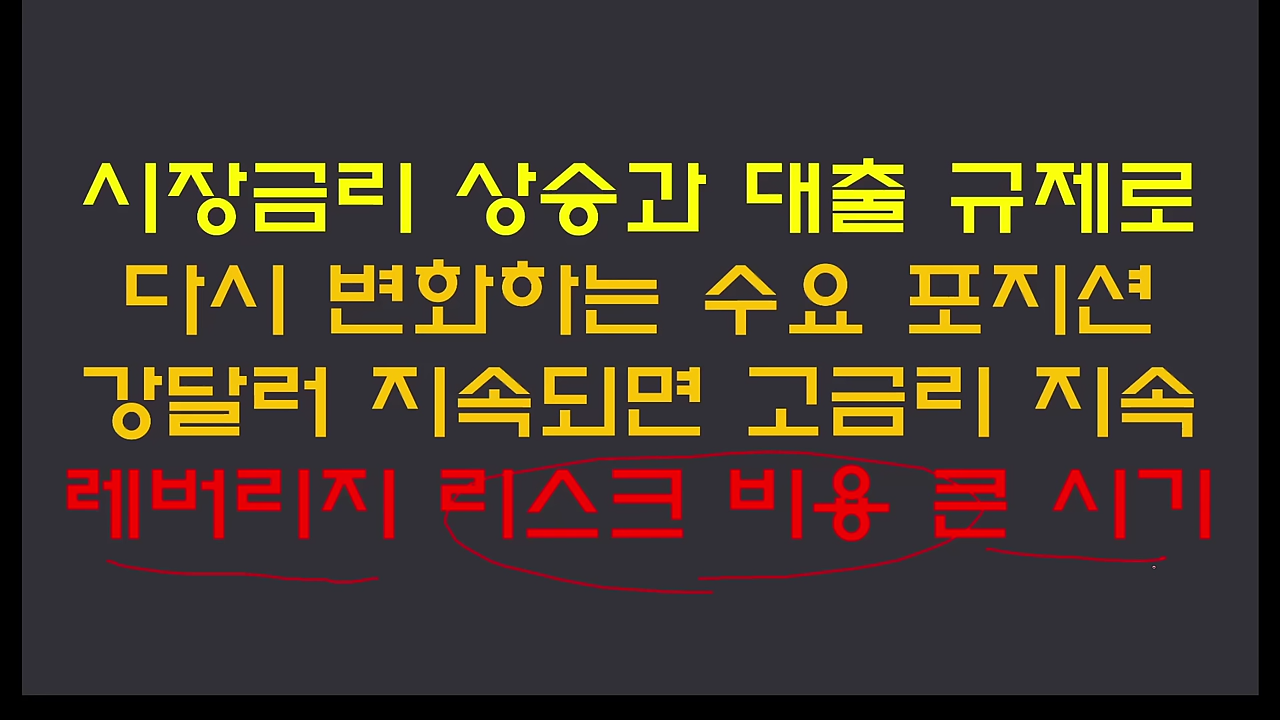 시장금리 상승과 대출 규제로
다시 변화하는 수요 포지션
강달러 지속되면 고금리 지속
레버리지 리스크 비용 큰 시기